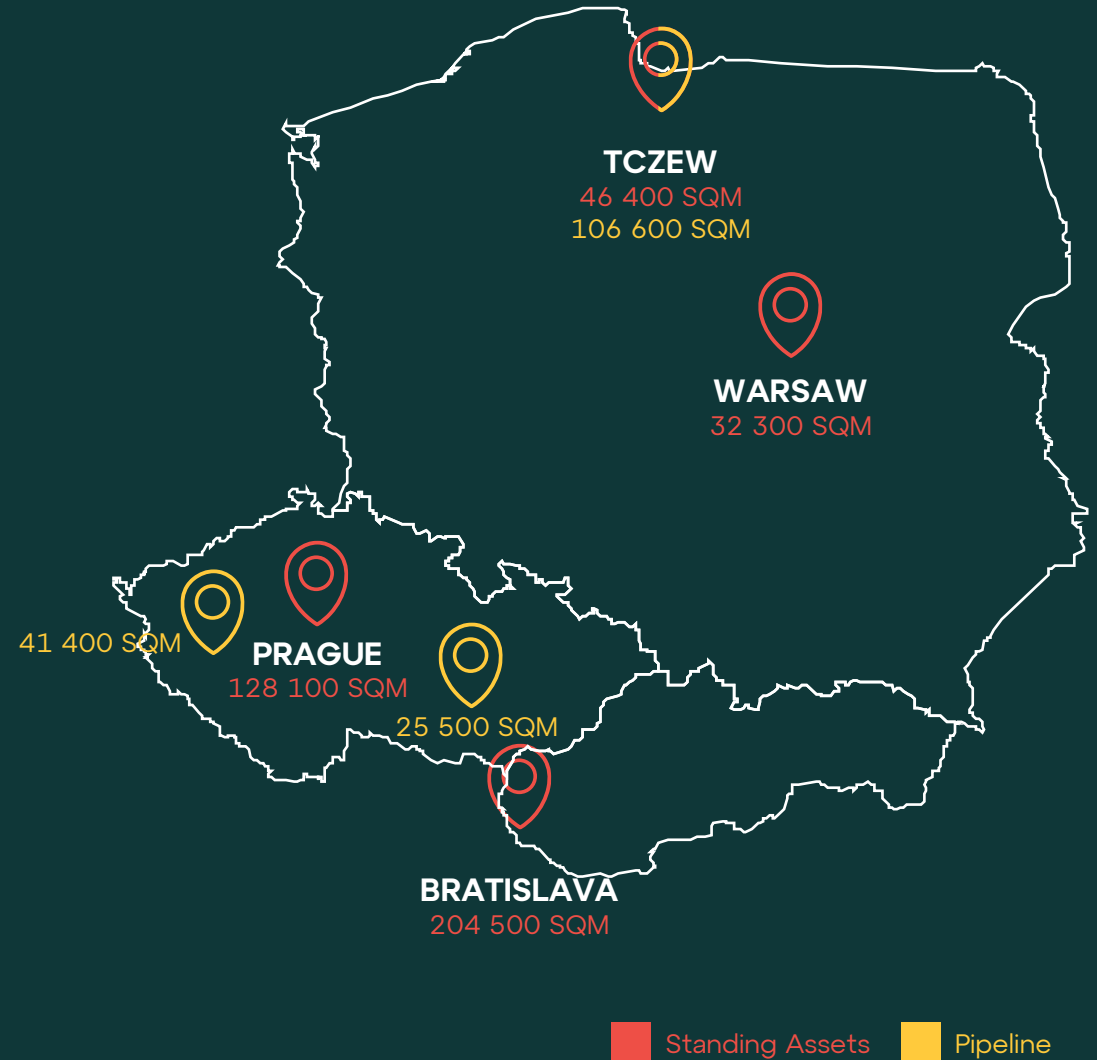 TCZEW
46 400 SQM
106 600 SQM
WARSAW
32 300 SQM
41 400 SQM
PRAGUE
128 100 SQM
25 500 SQM
BRATISLAVA
204 500 SQM
Standing Assets
Pipeline